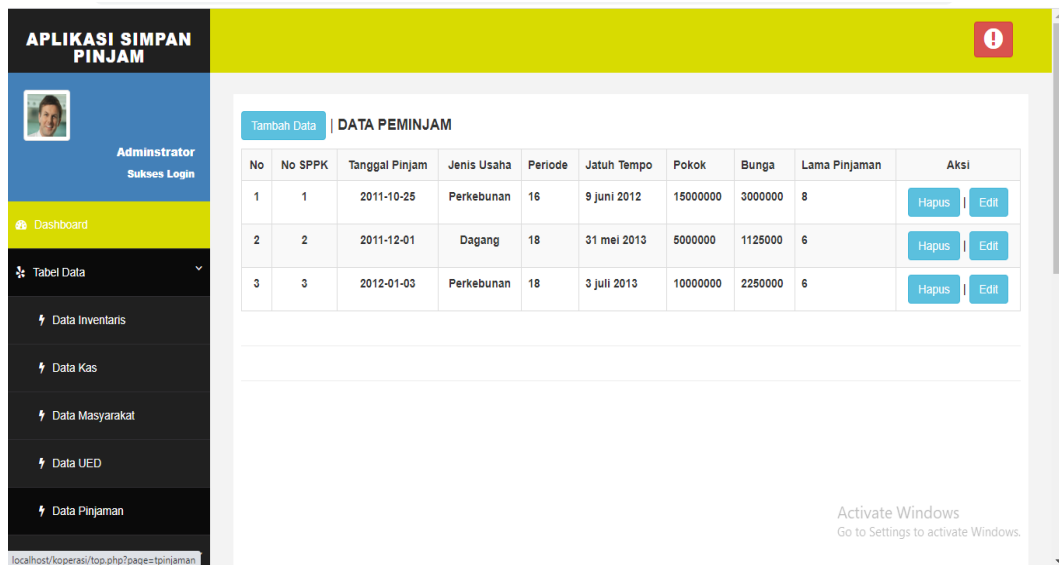 APLIKASI SIMPAN
PINJAM
Adminstrator
Sukses Login
Dashboard
Tabel Data
Data Inventaris
Data Kas
Data Masyarakat
Data UED
Data Pinjaman
localhost/koperasi/top.php?page=tpinjaman
Tambah Data | DATA PEMINJAM
No No SPPK Tanggal Pinjam Jenis Usaha Periode Jatuh Tempo Pokok Bunga Lama Pinjaman Aksi
1 1 2011-10-25 Perkebunan 16 9 juni 2012 15000000 3000000 8 Hapus | Edit
2 2 2011-12-01 Dagang 18 31 mei 2013 5000000 1125000 6 Hapus | Edit
3 3 2012-01-03 Perkebunan 18 3 juli 2013 10000000 2250000 6 Hapus | Edit
Activate Windows
Go to Settings to activate Windows.